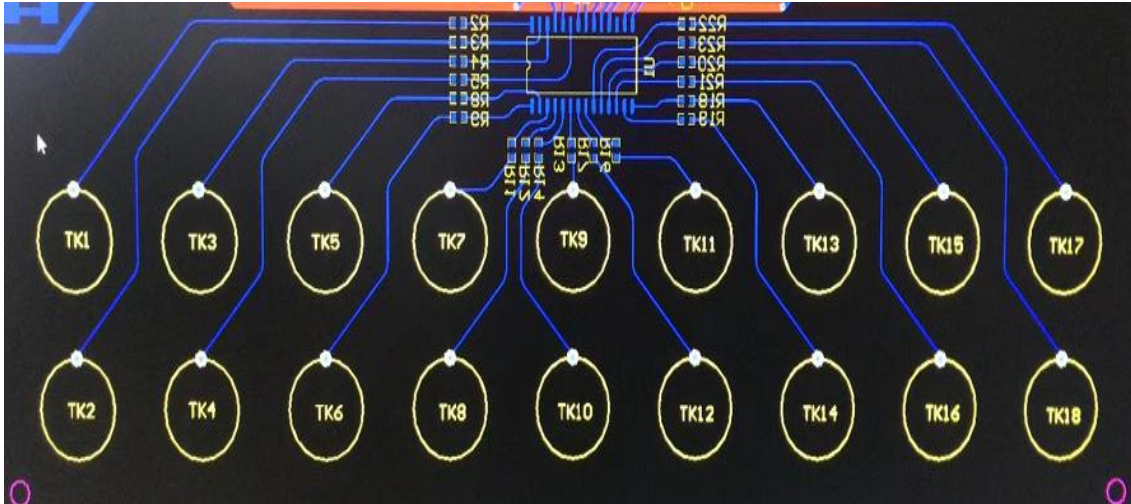 R2 R22
R3 R23
R4 R20
U1
R5 R21
R8 R18
R9 R19
R13 R17 R16
R11 R12 R14
TK1 TK3 TK5 TK7 TK9 TK11 TK13 TK15 TK17
TK2 TK4 TK6 TK8 TK10 TK12 TK14 TK16 TK18